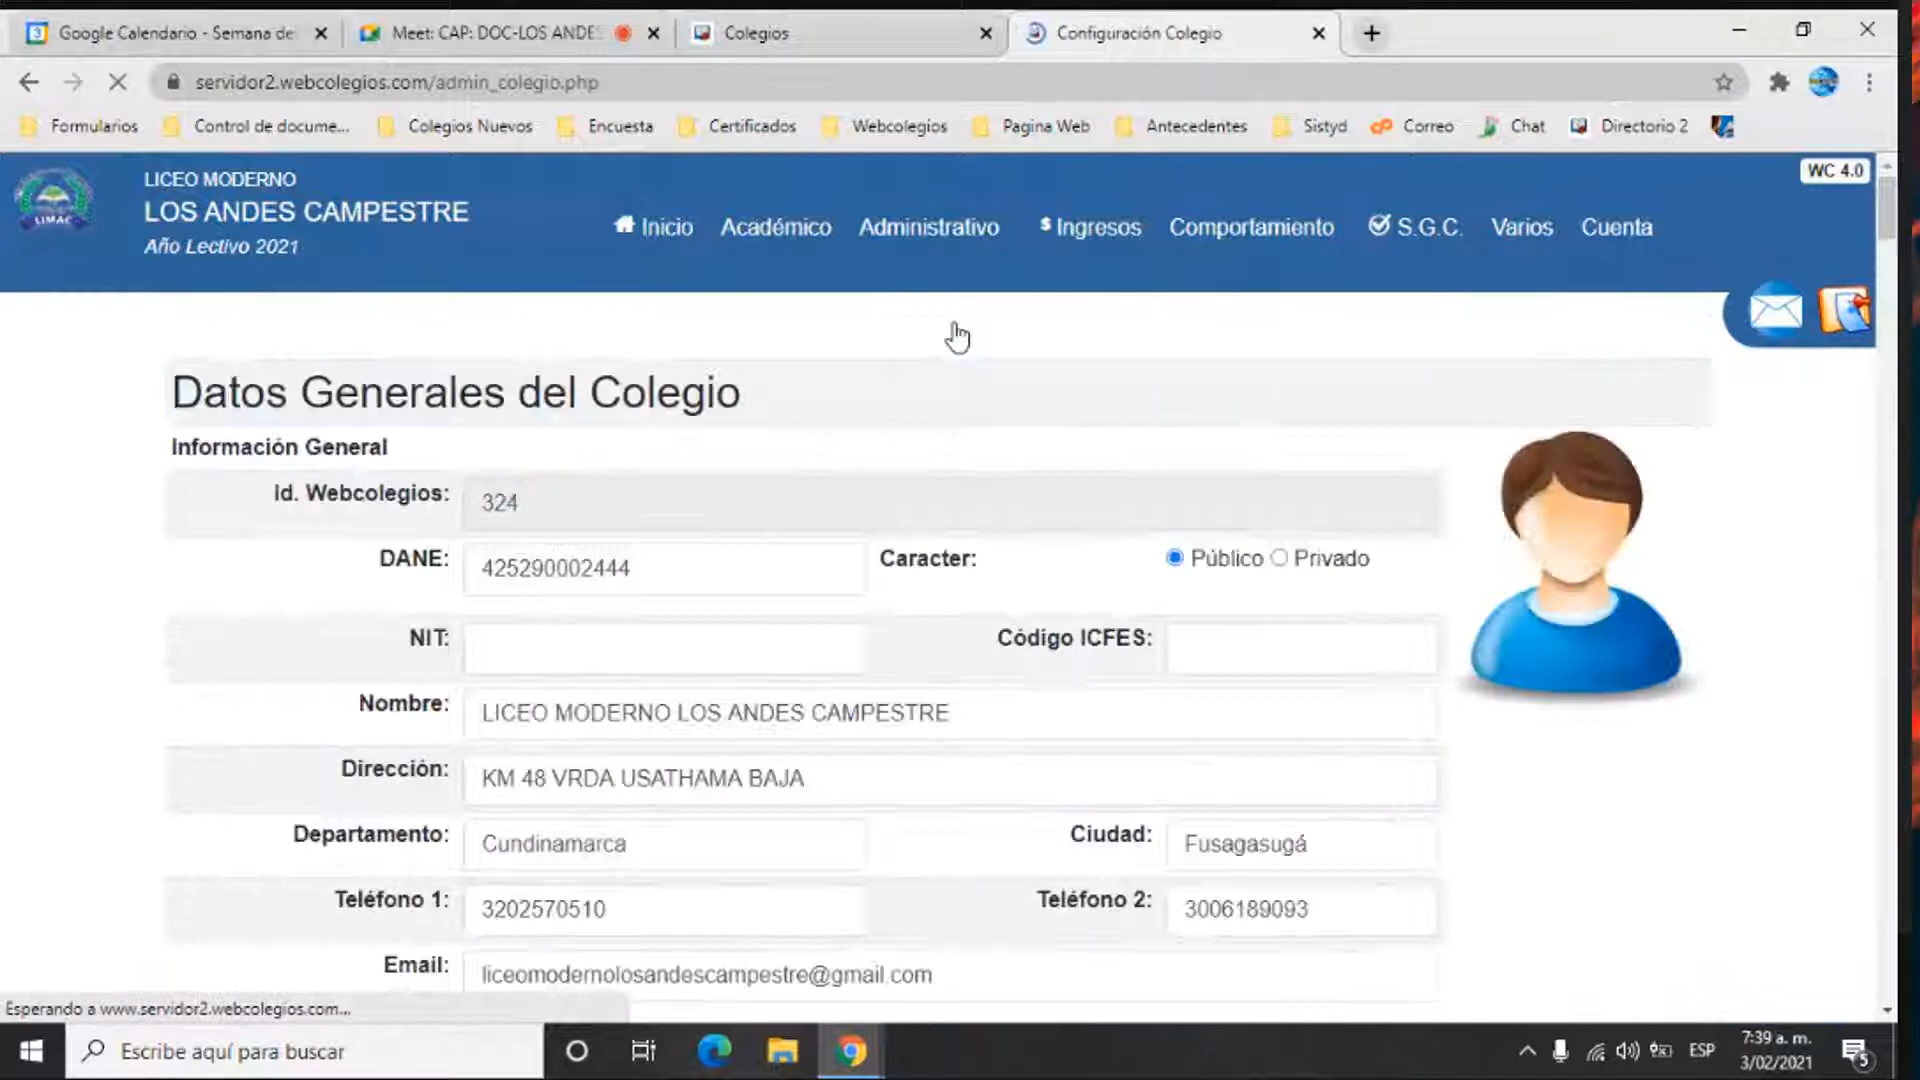 3 Google Calendario - Semana de
Meet: CAP: DOC-LOS ANDES
Colegios
Configuración Colegio
servidor2.webcolegios.com/admin_colegio.php
Formularios
Control de docume...
Colegios Nuevos
Encuesta
Certificados
Webcolegios
Pagina Web
Antecedentes
Sistyd
cP Correo
Chat
Directorio 2
LIMAC
LICEO MODERNO
LOS ANDES CAMPESTRE
Año Lectivo 2021
Inicio
Académico
Administrativo
$ Ingresos
Comportamiento
S.G.C.
Varios
Cuenta
WC 4.0
Datos Generales del Colegio
Información General
Id. Webcolegios: 324
DANE: 425290002444 Caracter: Público Privado
NIT: Código ICFES:
Nombre: LICEO MODERNO LOS ANDES CAMPESTRE
Dirección: KM 48 VRDA USATHAMA BAJA
Departamento: Cundinamarca Ciudad: Fusagasugá
Teléfono 1: 3202570510 Teléfono 2: 3006189093
Email: liceomodernolosandescampestre@gmail.com
Esperando a www.servidor2.webcolegios.com...
Escribe aquí para buscar
ESP
7:39 a. m.
3/02/2021
5